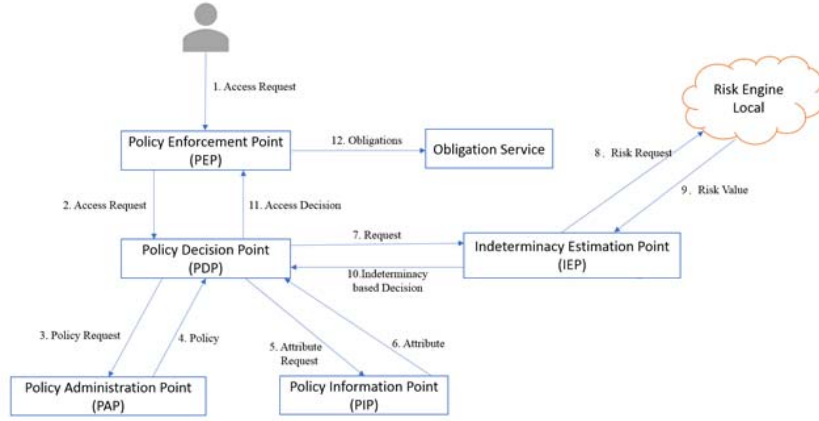 1. Access Request
Risk Engine
Local
Policy Enforcement Point
(PEP)
12. Obligations
Obligation Service
8、Risk Request
9、Risk Value
2. Access Request
11. Access Decision
7. Request
Policy Decision Point
(PDP)
Indeterminacy Estimation Point
(IEP)
10.Indeterminacy
based Decision
3. Policy Request
4. Policy
5. Attribute
Request
6. Attribute
Policy Administration Point
(PAP)
Policy Information Point
(PIP)